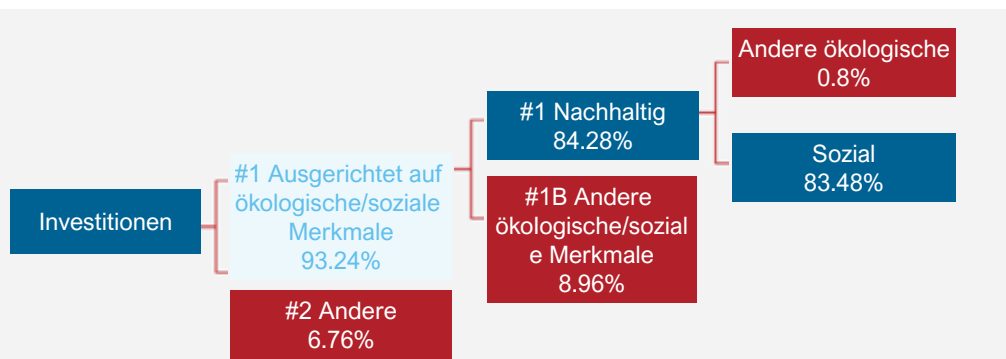 Andere ökologische
0.8%
#1 Nachhaltig
84.28%
Sozial
83.48%
#1 Ausgerichtet auf
ökologische/soziale
Merkmale
93.24%
#1B Andere
ökologische/sozial
e Merkmale
8.96%
Investitionen
#2 Andere
6.76%